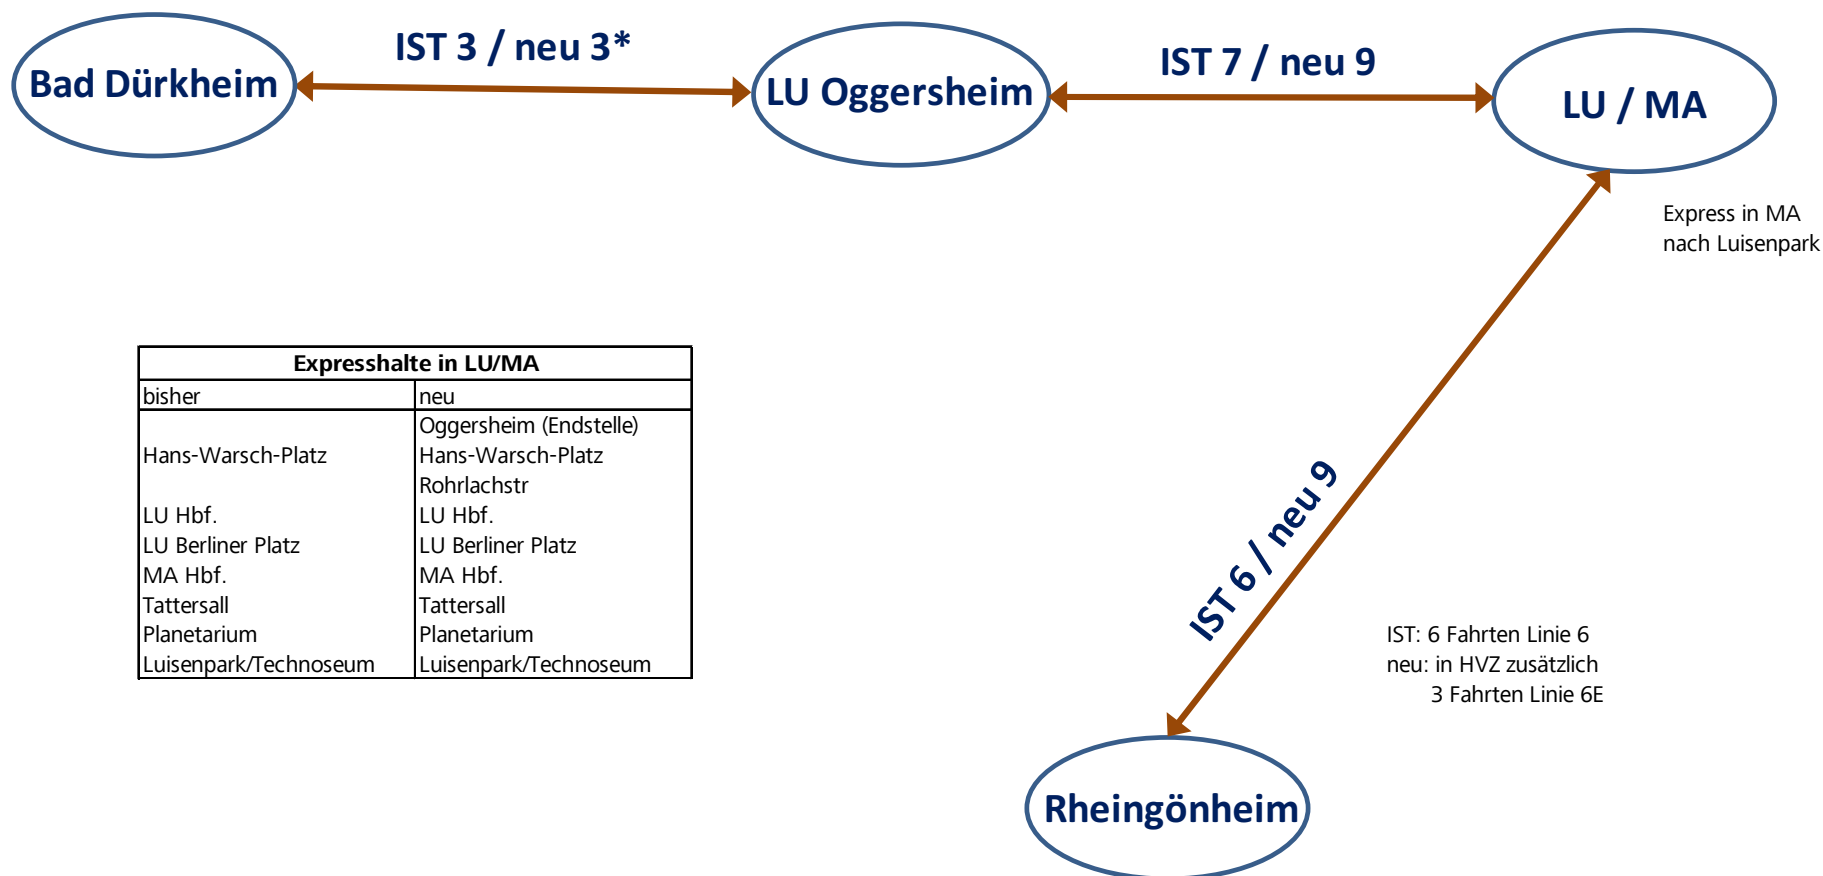 IST 3 / neu 3*
IST 7 / neu 9
Bad Dürkheim
LU Oggersheim
LU / MA
Express in MA
nach Luisenpark
Expresshalte in LU/MA
bisher neu
Oggersheim (Endstelle)
Hans-Warsch-Platz Hans-Warsch-Platz
Rohrlachstr
LU Hbf. LU Hbf.
LU Berliner Platz LU Berliner Platz
MA Hbf. MA Hbf.
Tattersall Tattersall
Planetarium Planetarium
Luisenpark/Technoseum Luisenpark/Technoseum
IST 6 / neu 9
IST: 6 Fahrten Linie 6
neu: in HVZ zusätzlich
3 Fahrten Linie 6E
Rheingönheim